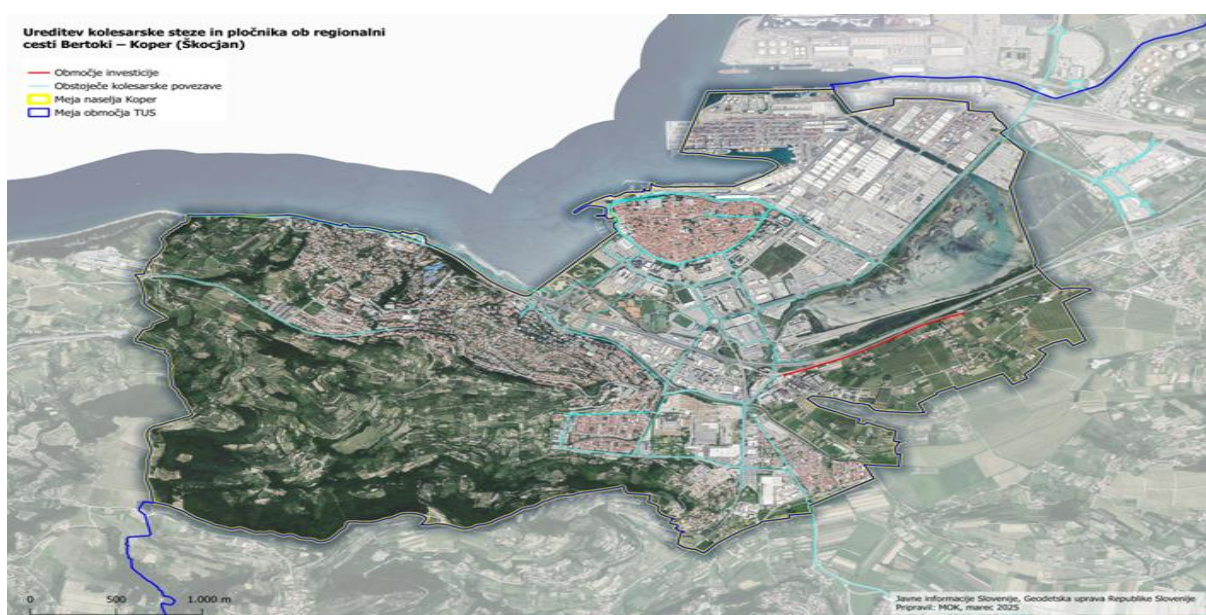 Ureditev kolesarske steze in pločnika ob regionalni
cesti Bertoki – Koper (Škocjan)
Območje investicije
Obstoječe kolesarske povezave
Meja naselja Koper
Meja območja TUS
0 500 1.000 m
Javne informacije Slovenije, Geodetska uprava Republike Slovenije
Pripravil: MOK, marec 2025